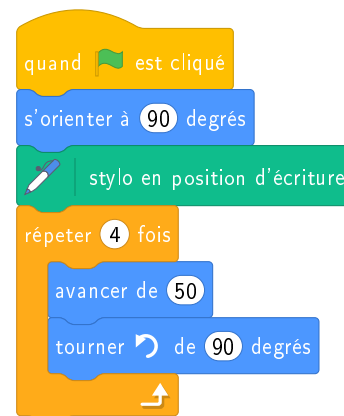 quand est cliqué
s'orienter à 90 degrés
stylo en position d'écriture
répeter 4 fois
avancer de 50
tourner de 90 degrés